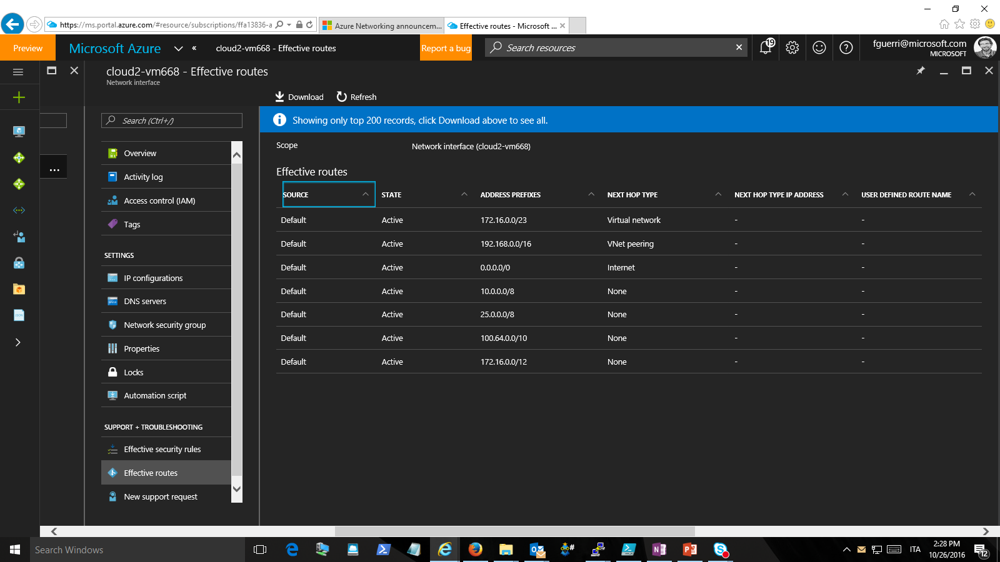 https://ms.portal.azure.com/#resource/subscriptions/ffa13836-a
Azure Networking announcem...
Effective routes - Microsoft ...
Preview
Microsoft Azure
«
cloud2-vm668 - Effective routes
Report a bug
Search resources
19
fguerri@microsoft.com
MICROSOFT
cloud2-vm668 - Effective routes
Network interface
Download
Refresh
Search (Ctrl+/)
Showing only top 200 records, click Download above to see all.
Overview
Activity log
Access control (IAM)
Tags
SETTINGS
IP configurations
DNS servers
Network security group
Properties
Locks
Automation script
SUPPORT + TROUBLESHOOTING
Effective security rules
Effective routes
New support request
...
Scope Network interface (cloud2-vm668)
Effective routes
SOURCE STATE ADDRESS PREFIXES NEXT HOP TYPE NEXT HOP TYPE IP ADDRESS USER DEFINED ROUTE NAME
Default Active 172.16.0.0/23 Virtual network - -
Default Active 192.168.0.0/16 VNet peering - -
Default Active 0.0.0.0/0 Internet - -
Default Active 10.0.0.0/8 None - -
Default Active 25.0.0.0/8 None - -
Default Active 100.64.0.0/10 None - -
Default Active 172.16.0.0/12 None - -
Search Windows
ITA
2:28 PM
10/26/2016
12